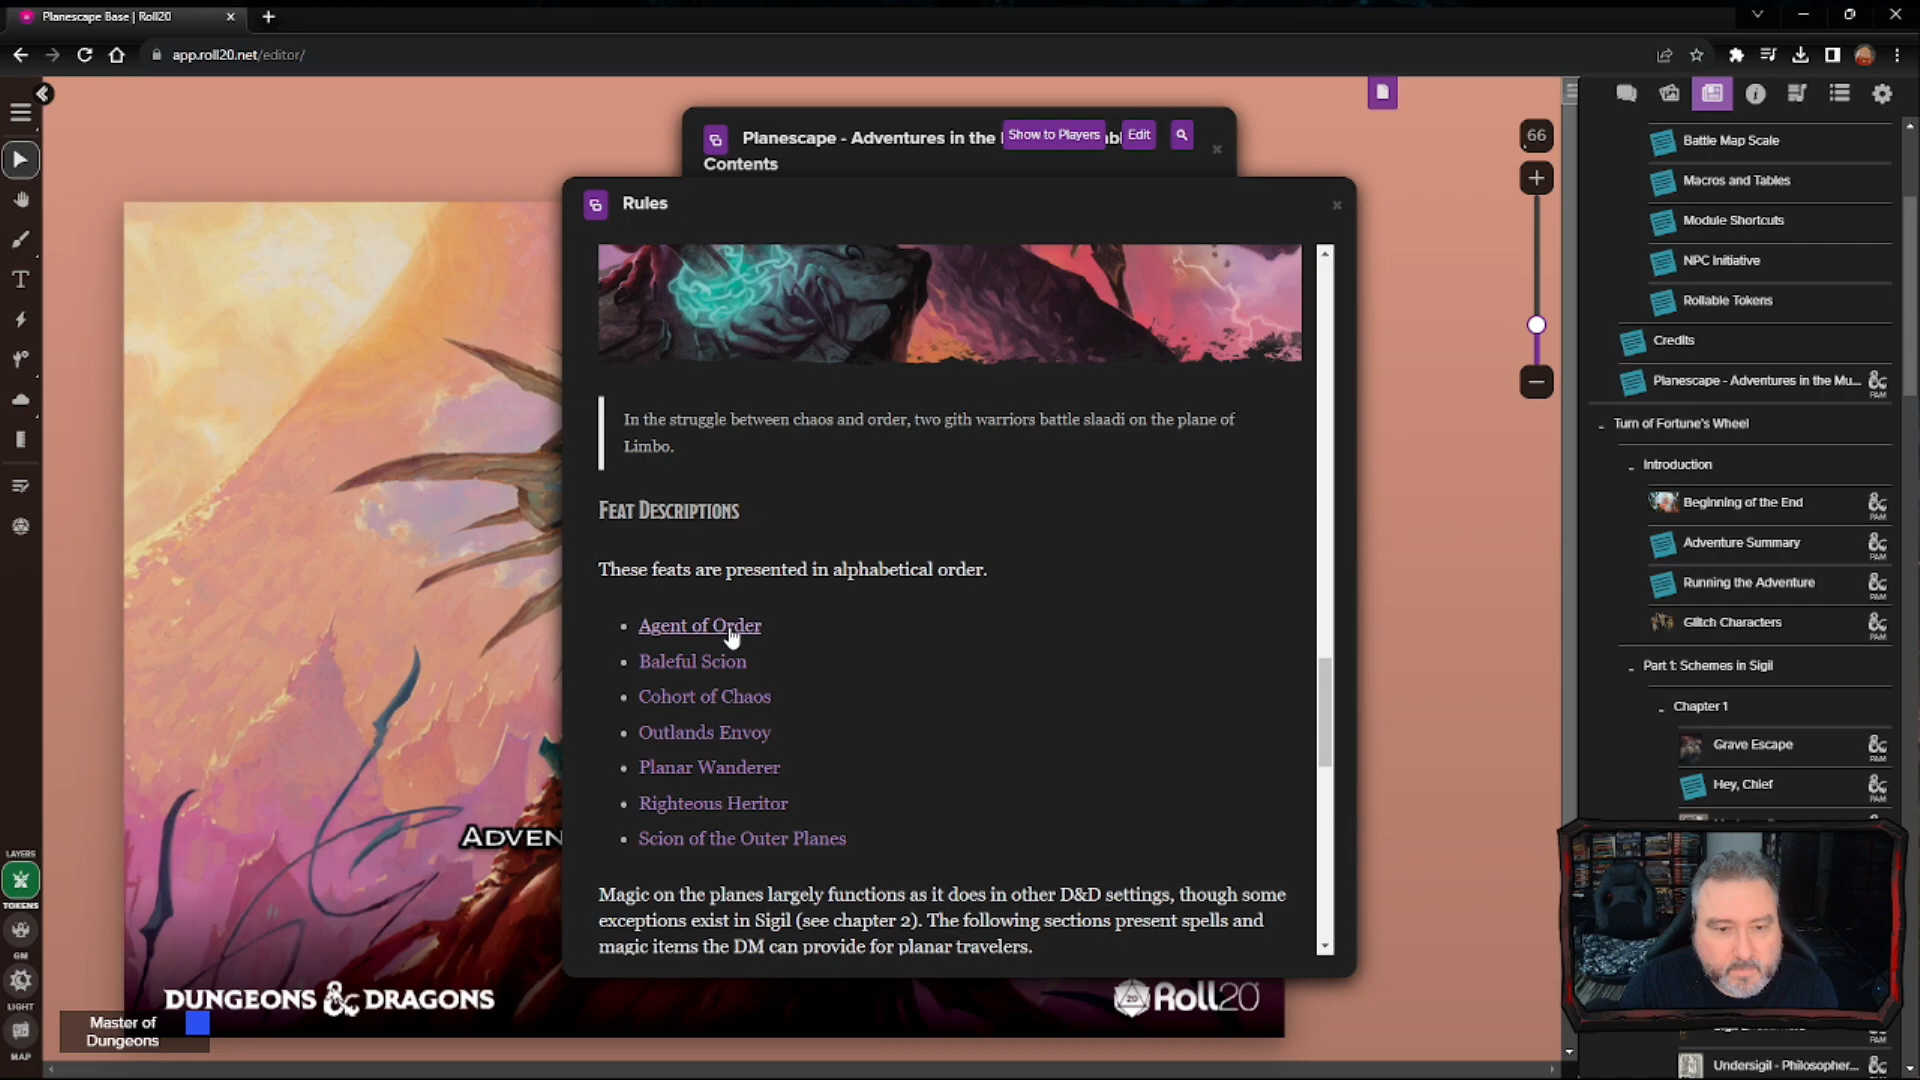 Planescape Base | Roll20
app.roll20.net/editor/
Planescape - Adventures in the
Contents
Show to Players
Edit
Rules
In the struggle between chaos and order, two gith warriors battle slaadi on the plane of
Limbo.
FEAT DESCRIPTIONS
These feats are presented in alphabetical order.
Agent of Order
Baleful Scion
Cohort of Chaos
Outlands Envoy
Planar Wanderer
Righteous Heritor
Scion of the Outer Planes
Magic on the planes largely functions as it does in other D&D settings, though some
exceptions exist in Sigil (see chapter 2). The following sections present spells and
magic items the DM can provide for planar travelers.
ADVEN
DUNGEONS & DRAGONS
Roll20
Master of
Dungeons
LAYERS
TOKENS
GM
LIGHT
MAP
66
Battle Map Scale
Macros and Tables
Module Shortcuts
NPC Initiative
Rollable Tokens
Credits
Planescape - Adventures in the Mu...
PAM
Turn of Fortune's Wheel
Introduction
Beginning of the End
PAM
Adventure Summary
PAM
Running the Adventure
PAM
Glitch Characters
PAM
Part 1: Schemes in Sigil
Chapter 1
Grave Escape
PAM
Hey, Chief
PAM
PAM
Undersigil - Philosopher...